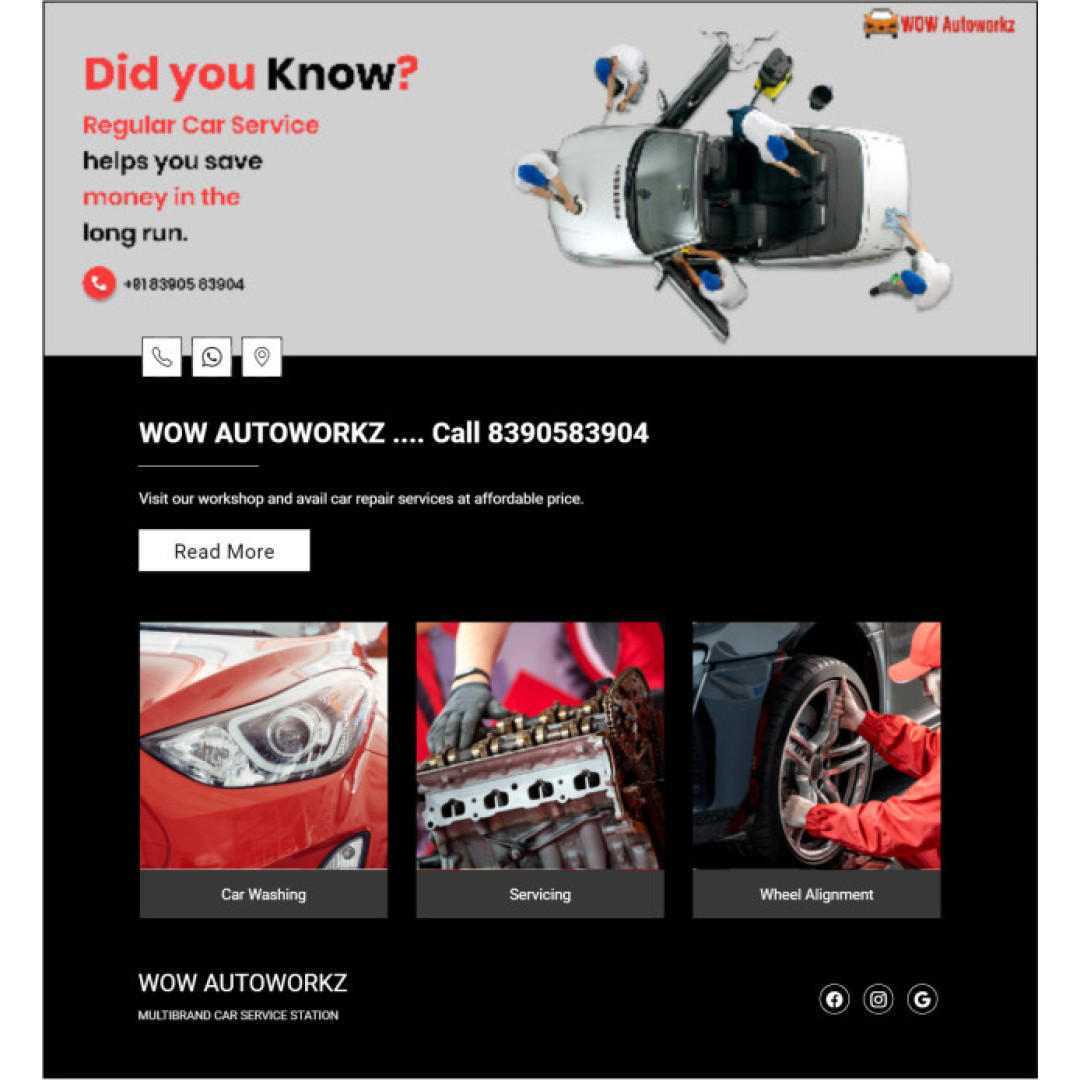 WOW Autoworkz
Did you Know?
Regular Car Service
helps you save
money in the
long run.
+91 83905 83904
WOW AUTOWORKZ .... Call 8390583904
Visit our workshop and avail car repair services at affordable price.
Read More
Car Washing
Servicing
Wheel Alignment
WOW AUTOWORKZ
MULTIBRAND CAR SERVICE STATION